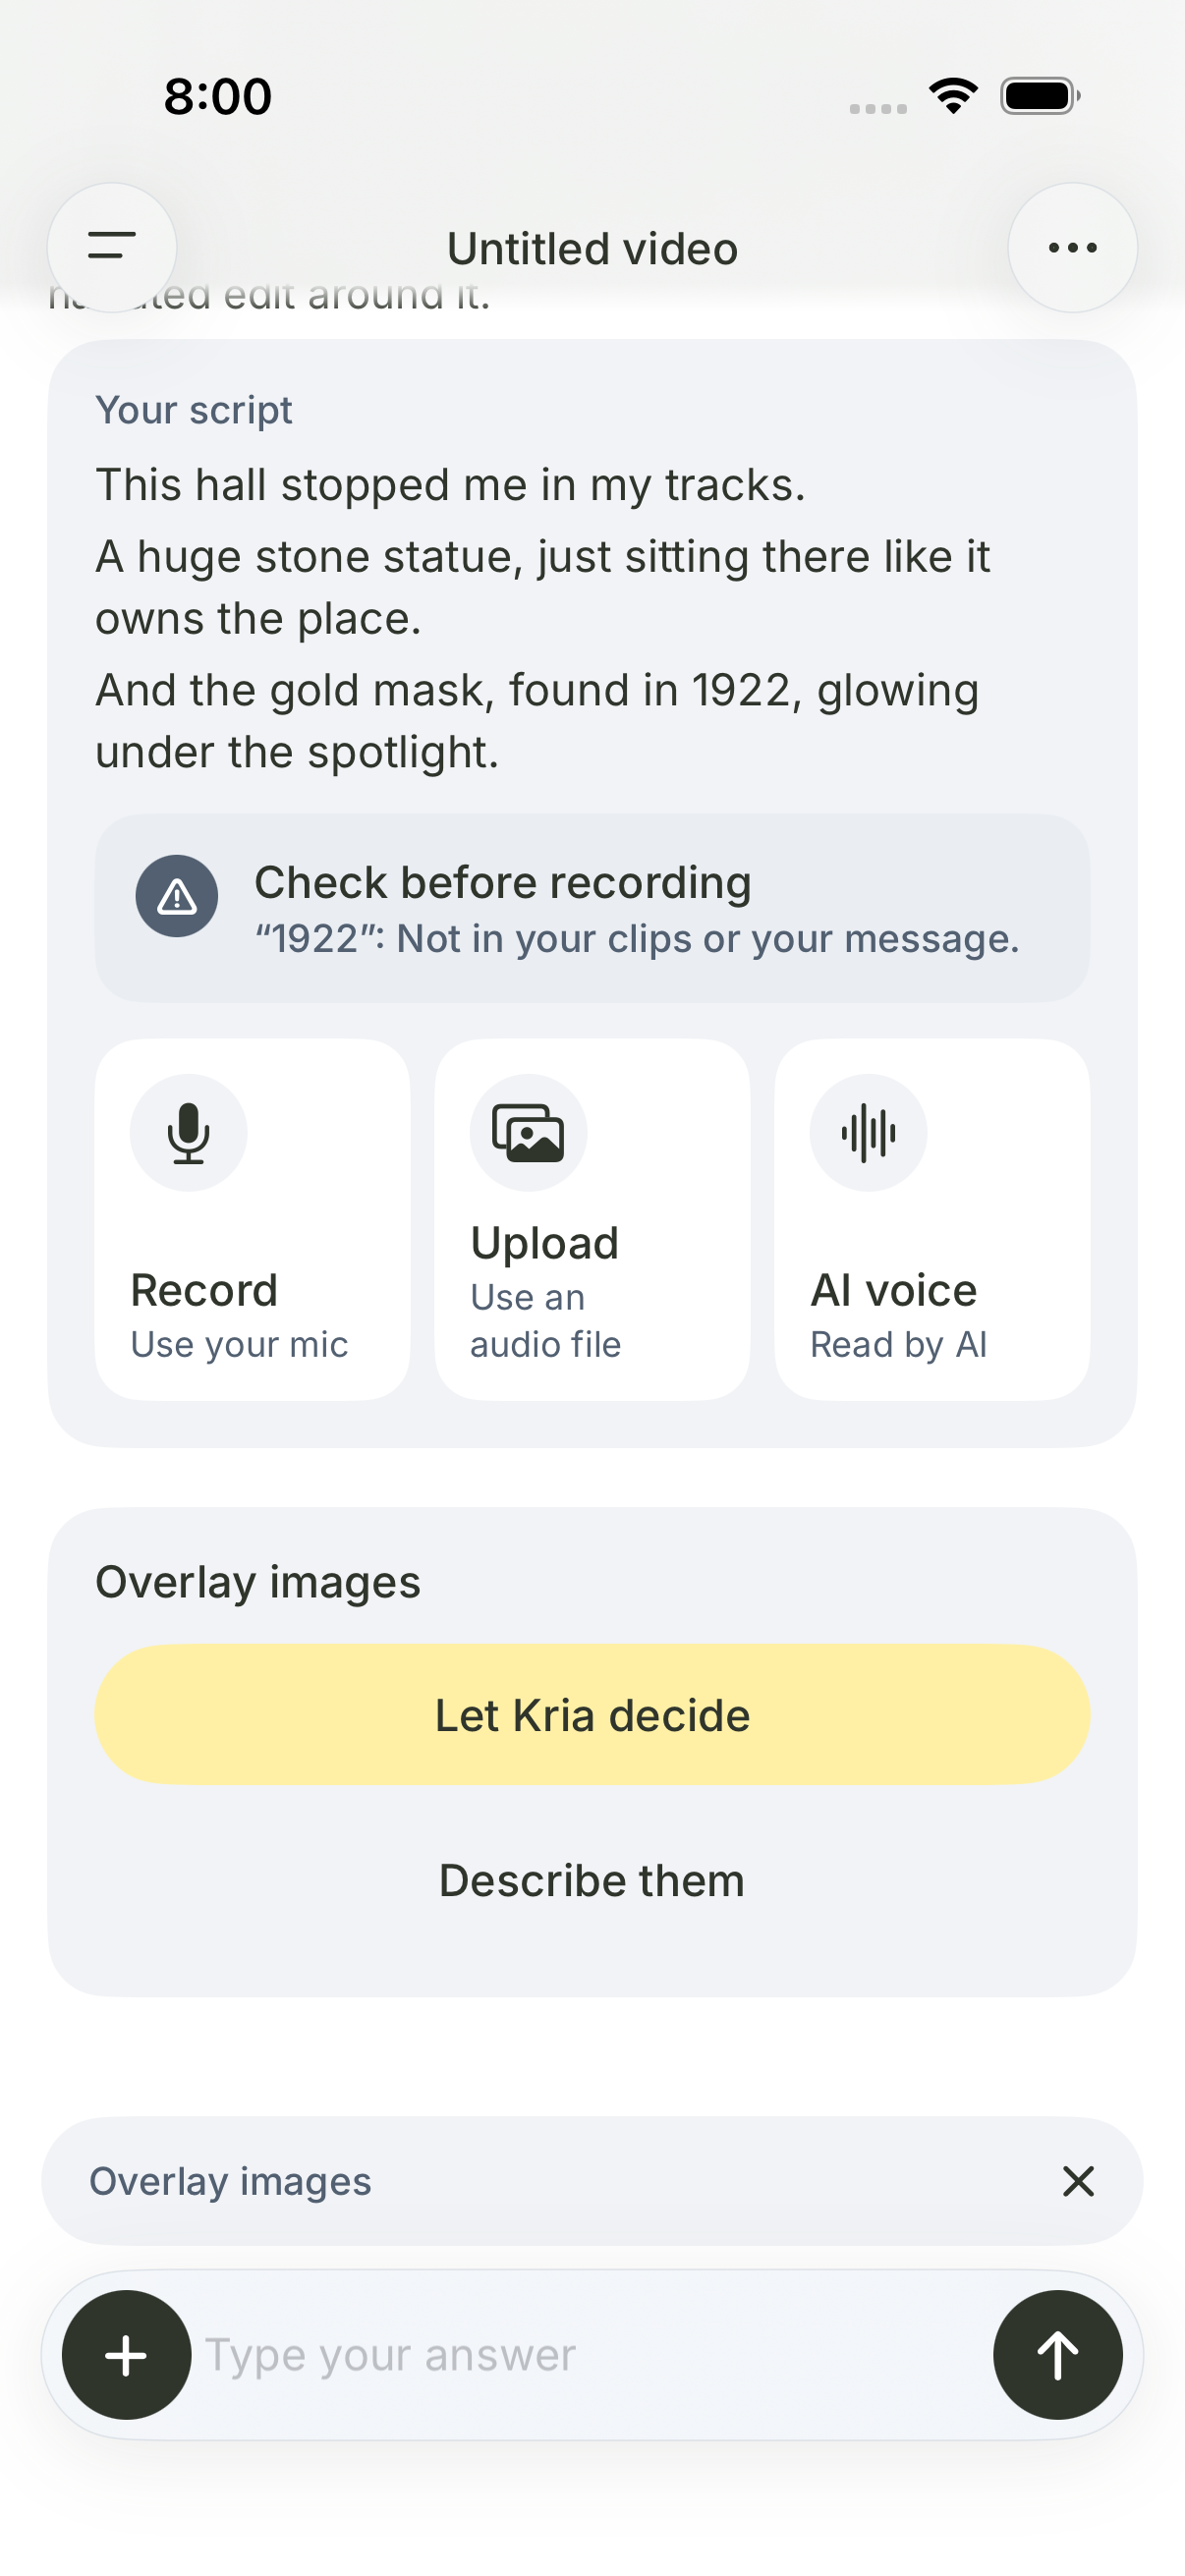 8:00
Untitled video
edit around it.
Your script
This hall stopped me in my tracks.
A huge stone statue, just sitting there like it
owns the place.
And the gold mask, found in 1922, glowing
under the spotlight.
Check before recording
“1922”: Not in your clips or your message.
Record
Use your mic
Upload
Use an
audio file
AI voice
Read by AI
Overlay images
Let Kria decide
Describe them
Overlay images
Type your answer